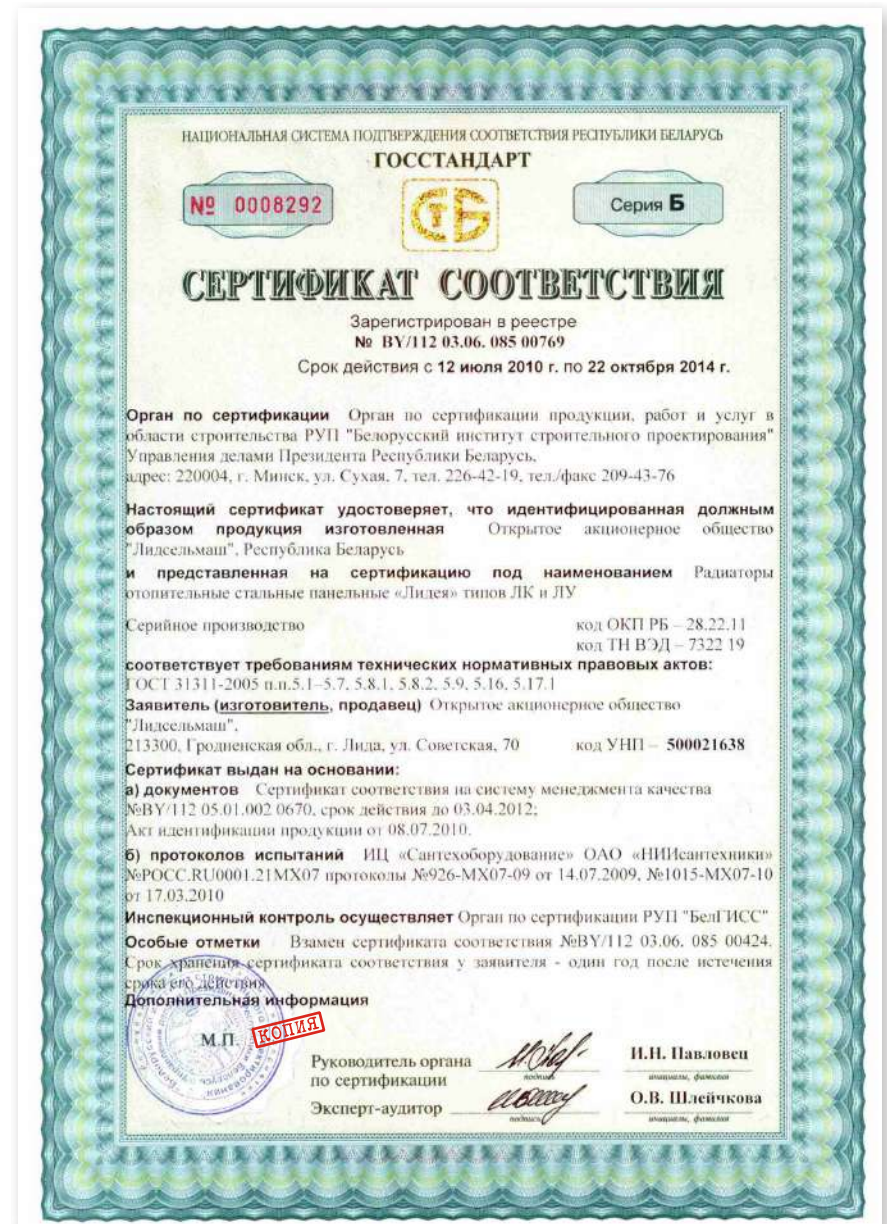 НАЦИОНАЛЬНАЯ СИСТЕМА ПОДТВЕРЖДЕНИЯ СООТВЕТСТВИЯ РЕСПУБЛИКИ БЕЛАРУСЬ
ГОССТАНДАРТ
№ 0008292
СТБ
Серия Б
СЕРТИФИКАТ СООТВЕТСТВИЯ
Зарегистрирован в реестре
№ BY/112 03.06. 085 00769
Срок действия с 12 июля 2010 г. по 22 октября 2014 г.
Орган по сертификации Орган по сертификации продукции, работ и услуг в
области строительства РУП "Белорусский институт строительного проектирования"
Управления делами Президента Республики Беларусь,
адрес: 220004, г. Минск, ул. Сухая, 7, тел. 226-42-19, тел./факс 209-43-76
Настоящий сертификат удостоверяет, что идентифицированная должным
образом продукция изготовленная Открытое акционерное общество
"Лидсельмаш", Республика Беларусь
и представленная на сертификацию под наименованием Радиаторы
отопительные стальные панельные «Лидея» типов ЛК и ЛУ
Серийное производство код ОКП РБ – 28.22.11
код ТН ВЭД – 7322 19
соответствует требованиям технических нормативных правовых актов:
ГОСТ 31311-2005 п.п.5.1–5.7, 5.8.1, 5.8.2, 5.9, 5.16, 5.17.1
Заявитель (изготовитель, продавец) Открытое акционерное общество
"Лидсельмаш",
213300, Гродненская обл., г. Лида, ул. Советская, 70 код УНП – 500021638
Сертификат выдан на основании:
а) документов Сертификат соответствия на систему менеджмента качества
№BY/112 05.01.002 0670, срок действия до 03.04.2012;
Акт идентификации продукции от 08.07.2010.
б) протоколов испытаний ИЦ «Сантехоборудование» ОАО «НИИсантехники»
№РОСС.RU0001.21МХ07 протоколы №926-МХ07-09 от 14.07.2009, №1015-МХ07-10
от 17.03.2010
Инспекционный контроль осуществляет Орган по сертификации РУП "БелГИСС"
Особые отметки Взамен сертификата соответствия №BY/112 03.06. 085 00424.
Срок хранения сертификата соответствия у заявителя - один год после истечения
срока его действия
Дополнительная информация
М.П.
КОПИЯ
Руководитель органа
по сертификации
подпись
И.Н. Павловец
инициалы, фамилия
Эксперт-аудитор
подпись
О.В. Шлейчкова
инициалы, фамилия